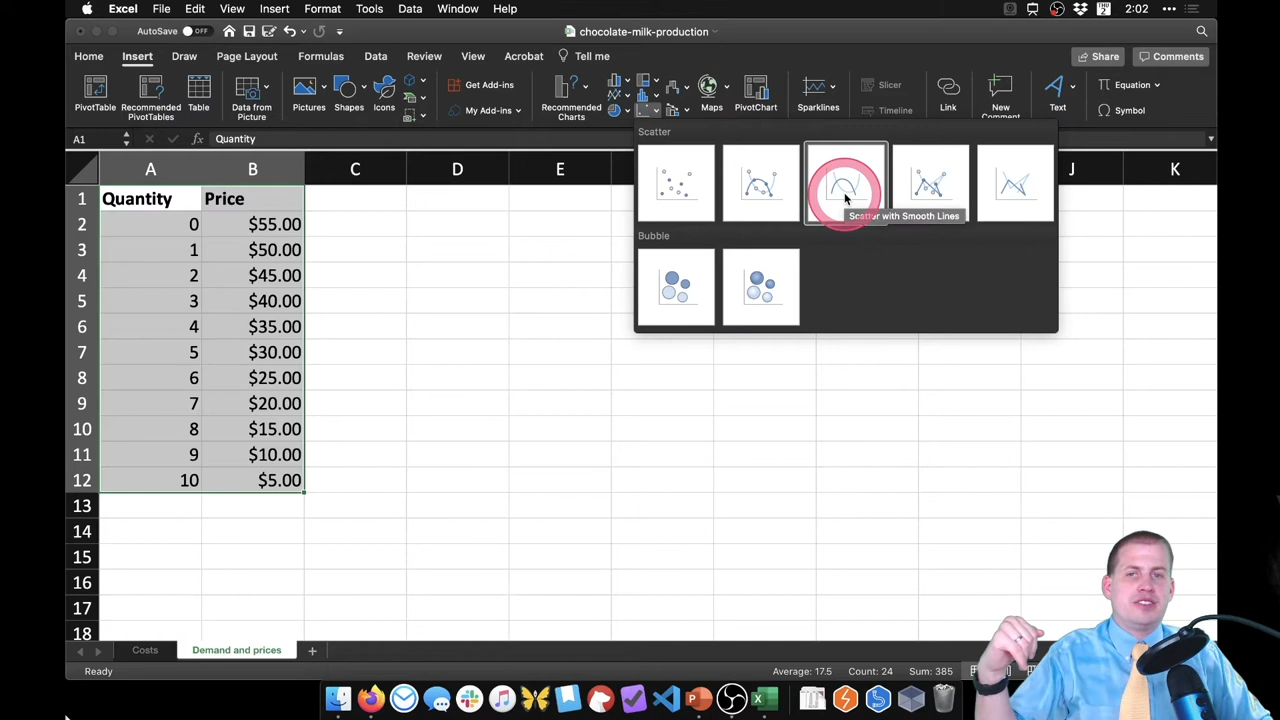 Excel File Edit View Insert Format Tools Data Window Help THU 2 2:02
AutoSave OFF chocolate-milk-production
Home Insert Draw Page Layout Formulas Data Review View Acrobat Tell me Share Comments
PivotTable Recommended PivotTables Table Data from Picture Pictures Shapes Icons Get Add-ins My Add-ins Recommended Charts Maps PivotChart Sparklines Slicer Timeline Link New Comment Text Equation Symbol
A1 fx Quantity
Scatter
Scatter with Smooth Lines
Bubble
A B C D E J K
1 Quantity Price
2 0 $55.00
3 1 $50.00
4 2 $45.00
5 3 $40.00
6 4 $35.00
7 5 $30.00
8 6 $25.00
9 7 $20.00
10 8 $15.00
11 9 $10.00
12 10 $5.00
13
14
15
16
17
18
Costs Demand and prices
Ready Average: 17.5 Count: 24 Sum: 385